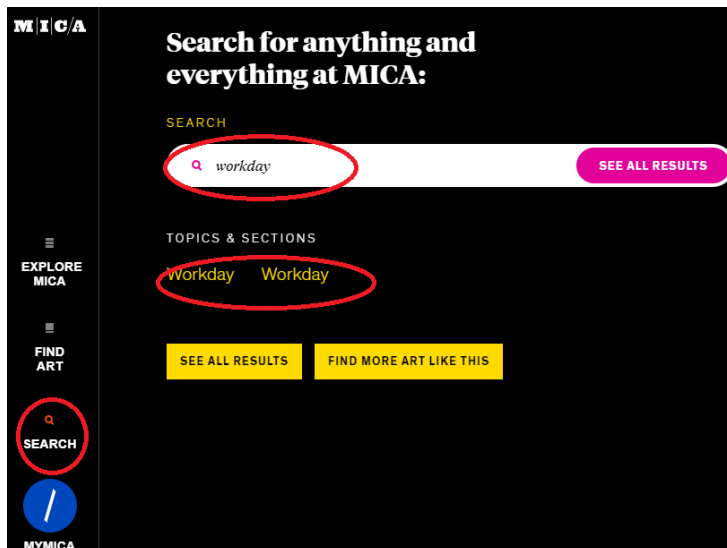 M|I|C/A
EXPLORE
MICA
FIND
ART
SEARCH
MYMICA
Search for anything and
everything at MICA:
SEARCH
workday
SEE ALL RESULTS
TOPICS & SECTIONS
Workday Workday
SEE ALL RESULTS
FIND MORE ART LIKE THIS